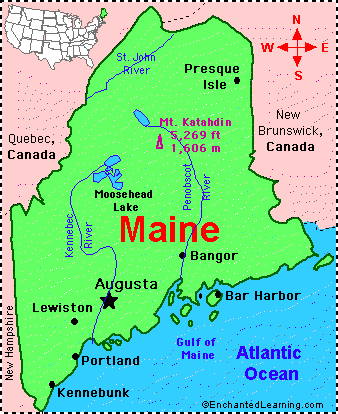 N
W E
S
St. John
River
Presque
Isle
Mt. Katahdin
5,269 ft
1,606 m
New
Brunswick,
Canada
Quebec,
Canada
Moosehead
Lake
Penobscot
River
Kennebec
River
Maine
Bangor
Augusta
Bar Harbor
Lewiston
New Hampshire
Portland
Gulf of
Maine
Atlantic
Ocean
Kennebunk
©EnchantedLearning.com